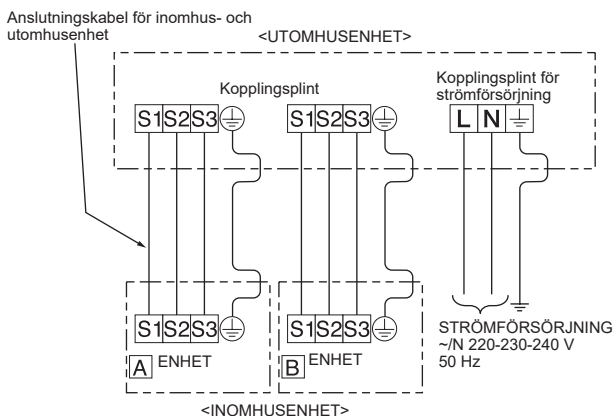 Anslutningskabel för inomhus- och
utomhusenhet
<UTOMHUSENHET>
Kopplingsplint
Kopplingsplint för
strömförsörjning
S1 S2 S3
S1 S2 S3
L N
S1 S2 S3
S1 S2 S3
A ENHET
B ENHET
STRÖMFÖRSÖRJNING
~/N 220-230-240 V
50 Hz
<INOMHUSENHET>